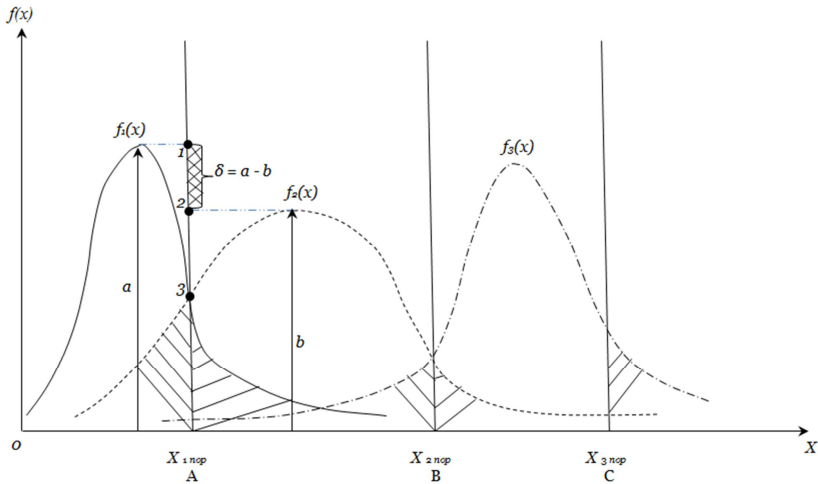 f(x)
f₁(x)
1
δ = a - b
f₃(x)
2
f₂(x)
3
a
b
o
X
X ₁ пор
X ₂ пор
X ₃ пор
A
B
C